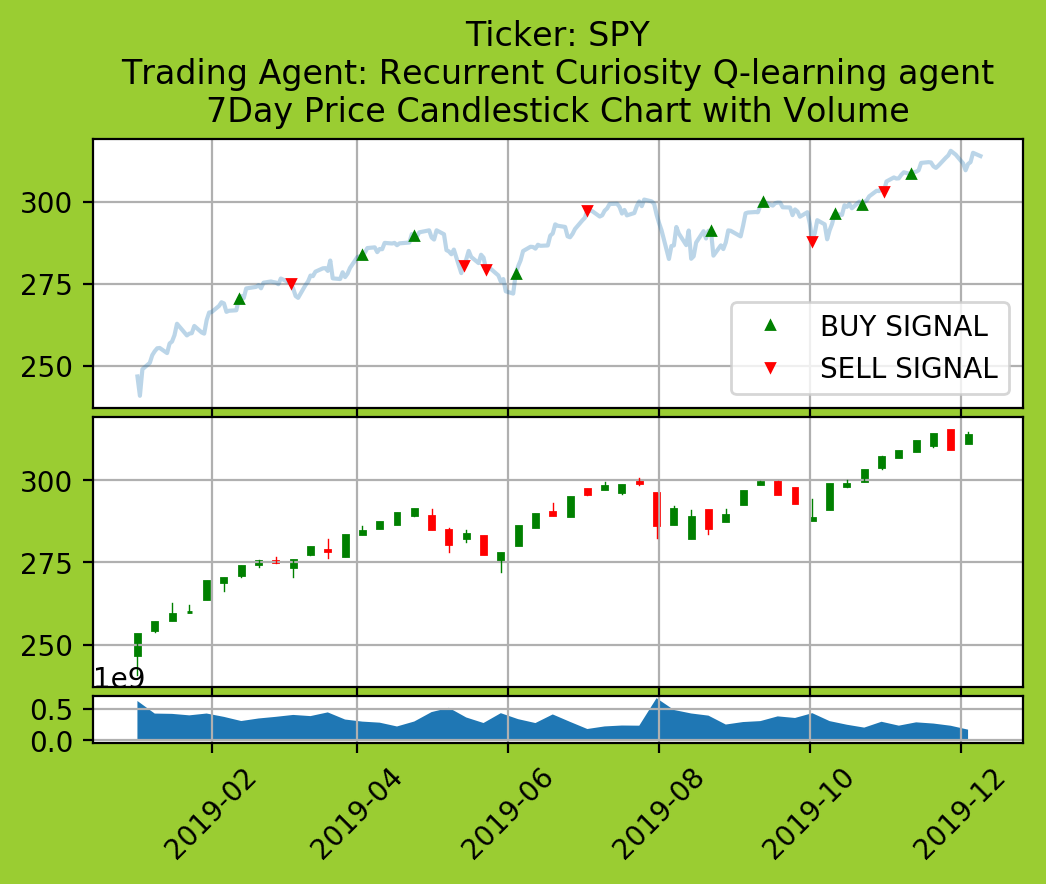 Ticker: SPY
Trading Agent: Recurrent Curiosity Q-learning agent
7Day Price Candlestick Chart with Volume
300
275
250
BUY SIGNAL
SELL SIGNAL
300
275
250
1e9
0.5
0.0
2019-02
2019-04
2019-06
2019-08
2019-10
2019-12